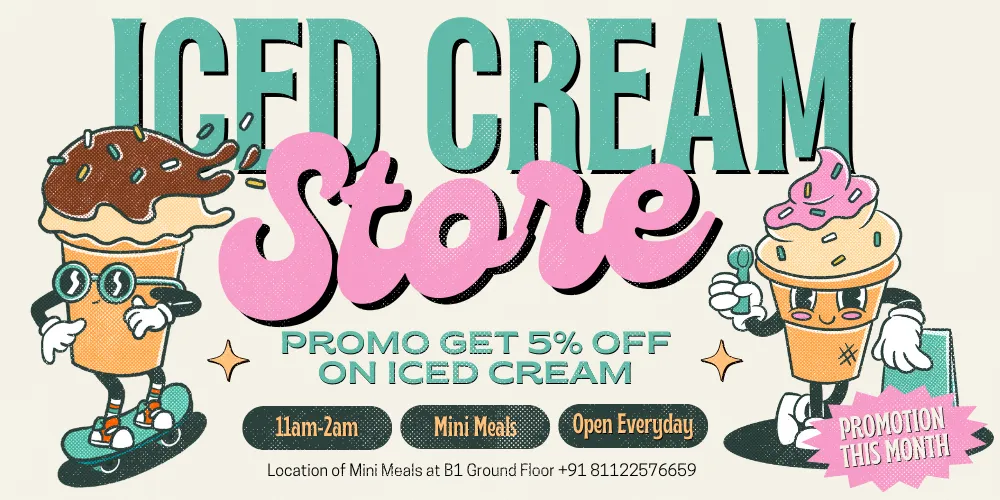 ICED CREAM
Store
PROMO GET 5% OFF
ON ICED CREAM
11am-2am
Mini Meals
Open Everyday
Location of Mini Meals at B1 Ground Floor +91 81122576659
PROMOTION
THIS MONTH